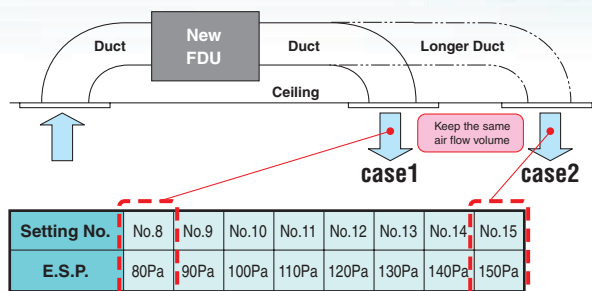 New
FDU
Duct
Duct
Longer Duct
Ceiling
Keep the same
air flow volume
case1
case2
Setting No. No.8 No.9 No.10 No.11 No.12 No.13 No.14 No.15
E.S.P. 80Pa 90Pa 100Pa 110Pa 120Pa 130Pa 140Pa 150Pa